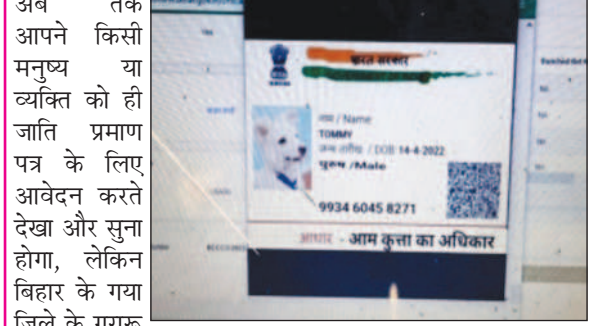 अब तक
आपने किसी
मनुष्य या
व्यक्ति को ही
जाति प्रमाण
पत्र के लिए
आवेदन करते
देखा और सुना
होगा, लेकिन
बिहार के गया
जिले के गुरारू
भारत सरकार
नाम / Name
TOMMY
जन्म तारीख / DOB 14-4-2022
पुरुष /Male
9934 6045 8271
आधार - आम कुत्ता का अधिकार